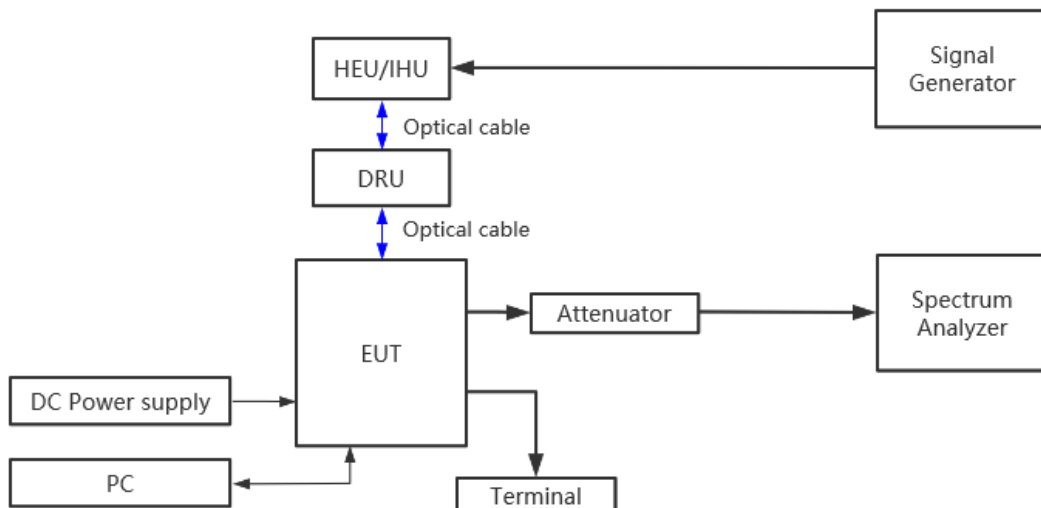 HEU/IHU
Signal
Generator
Optical cable
DRU
Optical cable
Attenuator
Spectrum
Analyzer
EUT
DC Power supply
PC
Terminal